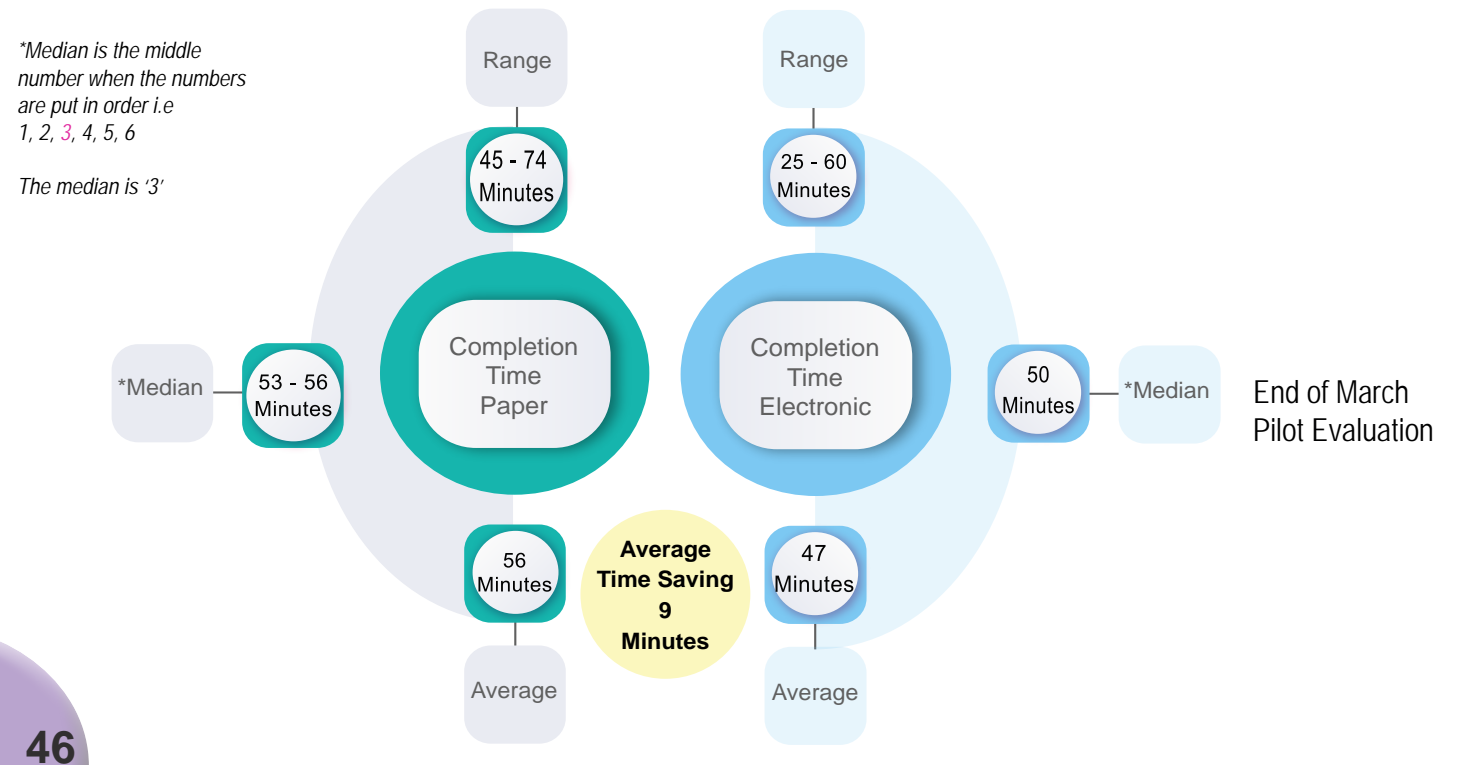 *Median is the middle
number when the numbers
are put in order i.e
1, 2, 3, 4, 5, 6
The median is ‘3’
Range
45 - 74
Minutes
Completion
Time
Paper
*Median
53 - 56
Minutes
56
Minutes
Average
Average
Time Saving
9
Minutes
Range
25 - 60
Minutes
Completion
Time
Electronic
50
Minutes
*Median
47
Minutes
Average
End of March
Pilot Evaluation
46